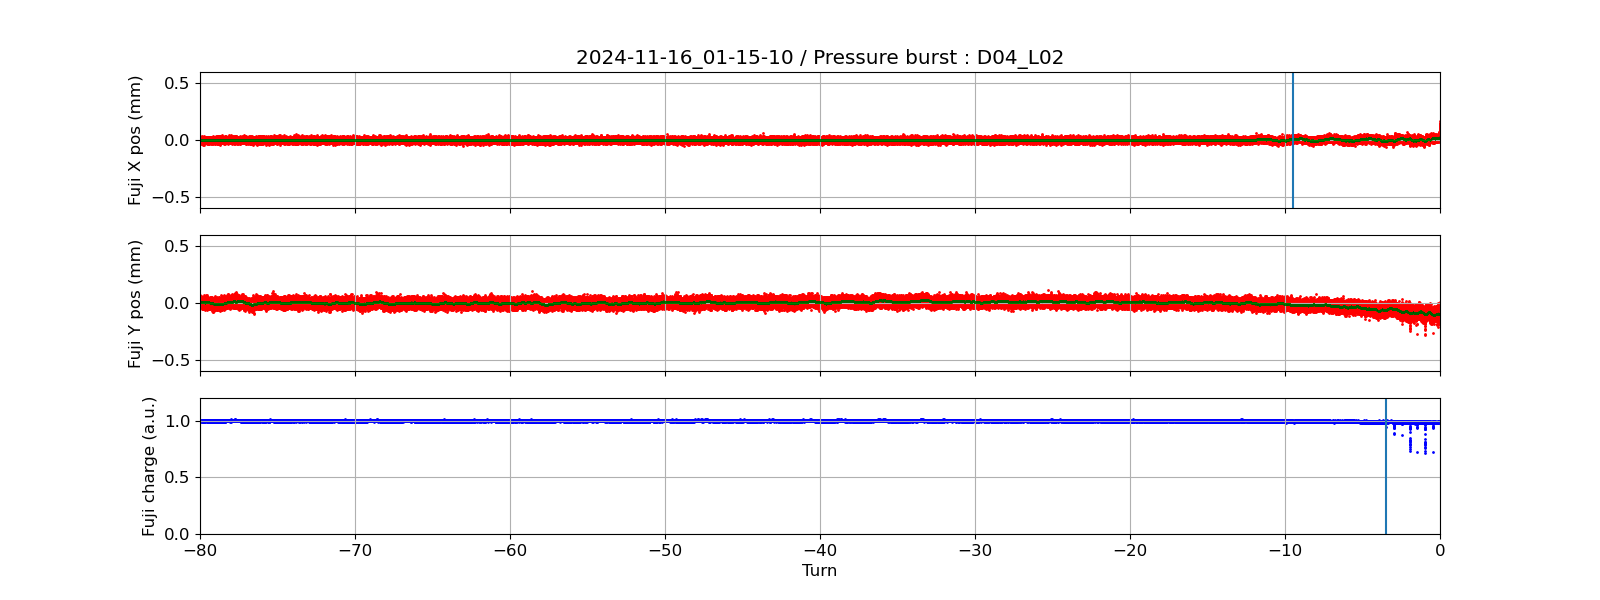 2024-11-16_01-15-10 / Pressure burst : D04_L02
Fuji X pos (mm)
0.5
0.0
−0.5
Fuji Y pos (mm)
0.5
0.0
−0.5
Fuji charge (a.u.)
1.0
0.5
0.0
−80 −70 −60 −50 −40 −30 −20 −10 0
Turn